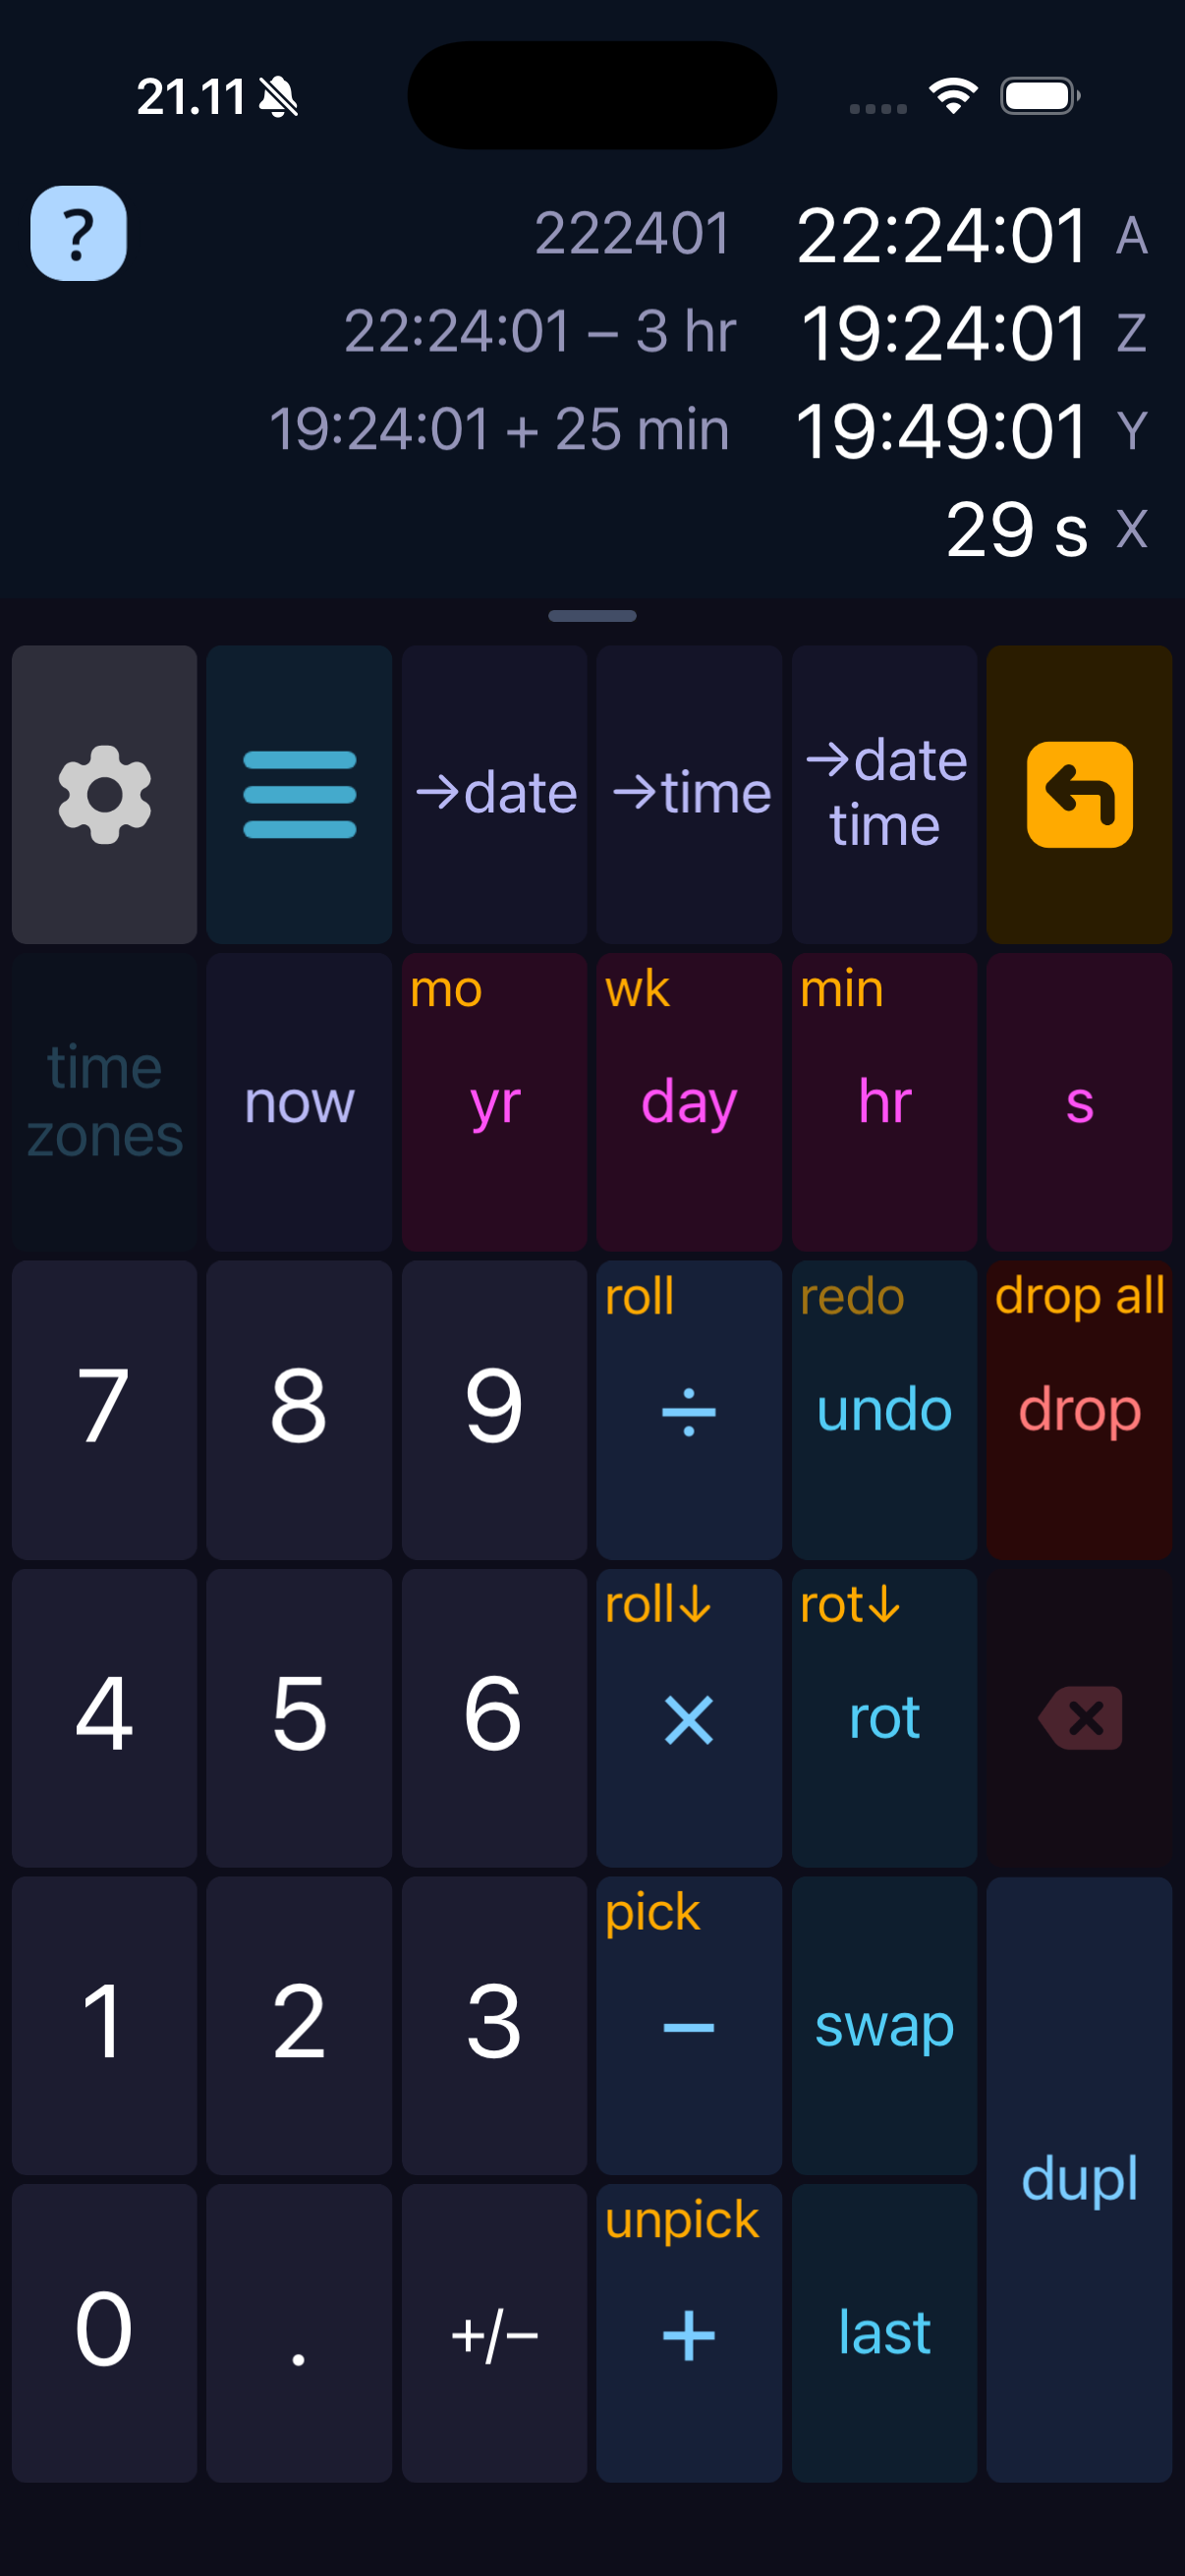 21.11
?
222401 22:24:01 A
22:24:01 – 3 hr 19:24:01 Z
19:24:01 + 25 min 19:49:01 Y
29 s X
→date →time →date time
time zones now mo yr wk day min hr s
7 8 9 roll ÷ redo undo drop all drop
4 5 6 roll↓ × rot↓ rot
1 2 3 pick – swap dupl
0 . +/– unpick + last